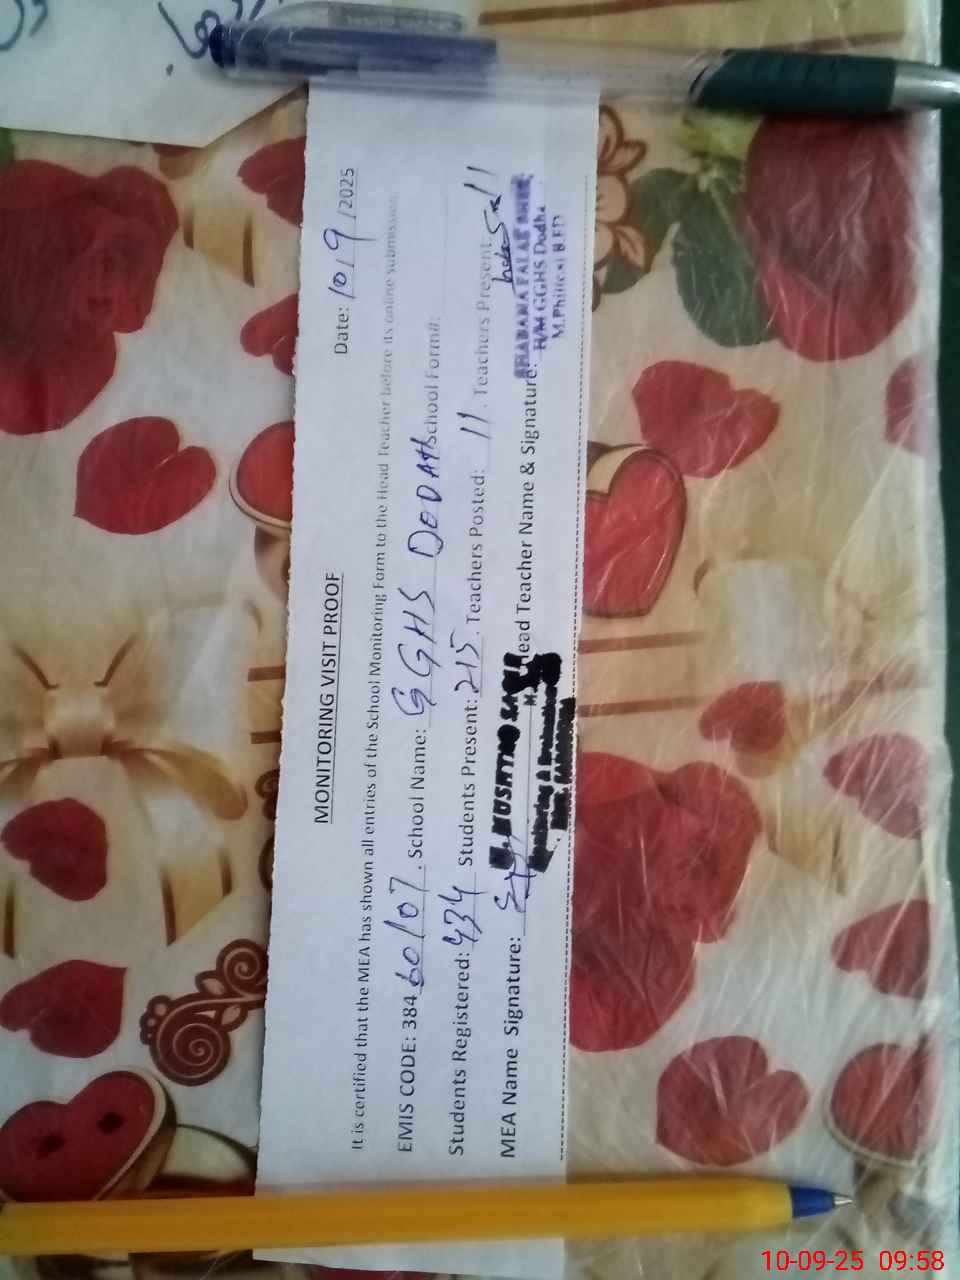 MONITORING VISIT PROOF
Date: 10/9/2025
It is certified that the MEA has shown all entries of the School Monitoring Form to the Head Teacher before its online submission
EMIS CODE: 38460107. School Name: GGHS DODAH School Form#:
Students Registered: 434 Students Present: 215. Teachers Posted: 11. Teachers Present: 11
MEA Name Signature: Head Teacher Name & Signature:
Monitoring &
H/M GGHS Dodha
M.Phil B.ED
10-09-25 09:58